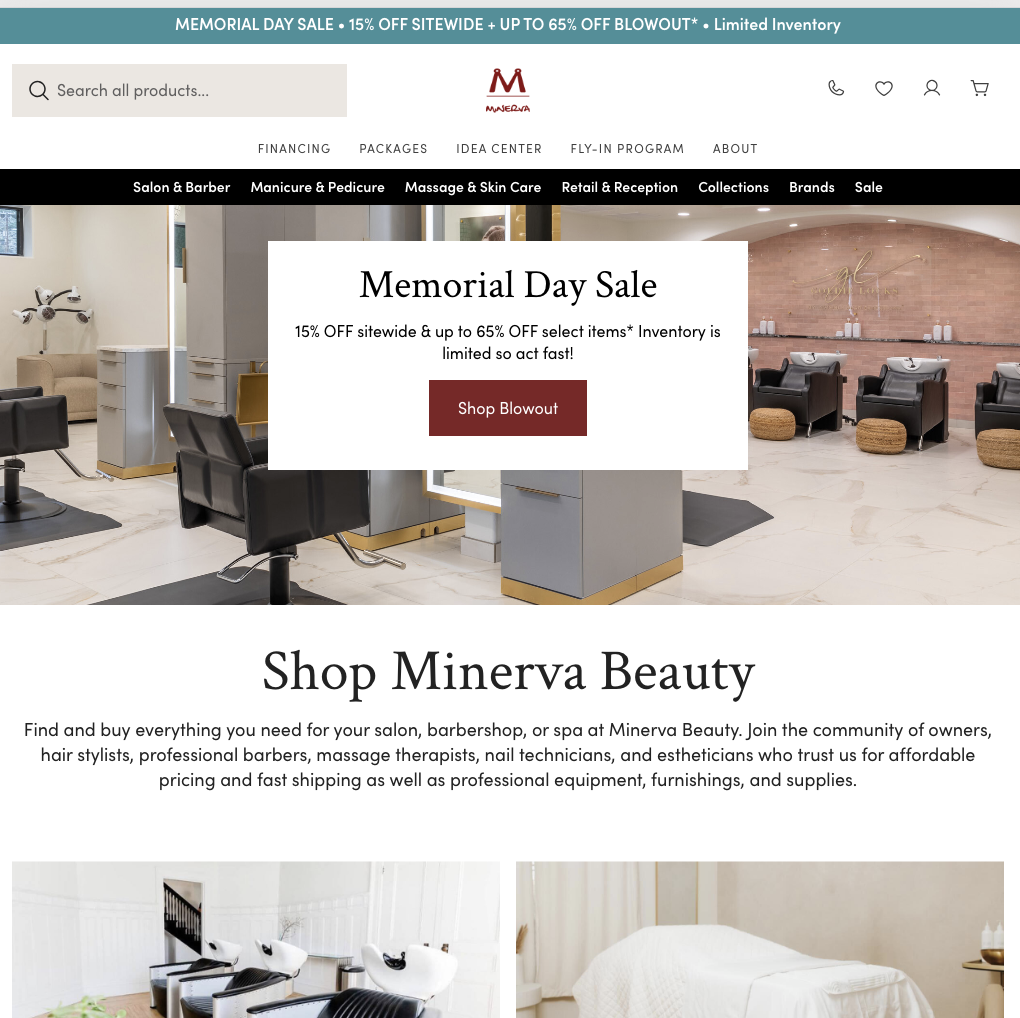 MEMORIAL DAY SALE • 15% OFF SITEWIDE + UP TO 65% OFF BLOWOUT* • Limited Inventory
Search all products...
MINERVA
FINANCING PACKAGES IDEA CENTER FLY-IN PROGRAM ABOUT
Salon & Barber Manicure & Pedicure Massage & Skin Care Retail & Reception Collections Brands Sale
Memorial Day Sale
15% OFF sitewide & up to 65% OFF select items* Inventory is
limited so act fast!
Shop Blowout
Shop Minerva Beauty
Find and buy everything you need for your salon, barbershop, or spa at Minerva Beauty. Join the community of owners,
hair stylists, professional barbers, massage therapists, nail technicians, and estheticians who trust us for affordable
pricing and fast shipping as well as professional equipment, furnishings, and supplies.